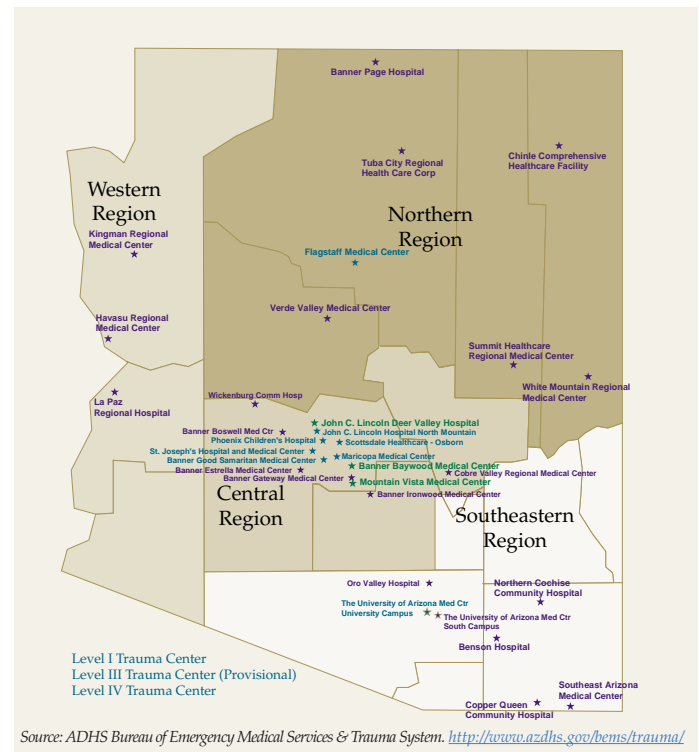 Banner Page Hospital
Tuba City Regional
Health Care Corp
Chinle Comprehensive
Healthcare Facility
Western
Region
Northern
Region
Kingman Regional
Medical Center
Flagstaff Medical Center
Havasu Regional
Medical Center
Verde Valley Medical Center
Summit Healthcare
Regional Medical Center
White Mountain Regional
Medical Center
La Paz
Regional Hospital
Wickenburg Comm Hosp
John C. Lincoln Deer Valley Hospital
Banner Boswell Med Ctr
John C. Lincoln Hospital North Mountain
Phoenix Children's Hospital
Scottsdale Healthcare - Osborn
St. Joseph's Hospital and Medical Center
Maricopa Medical Center
Banner Good Samaritan Medical Center
Banner Baywood Medical Center
Banner Estrella Medical Center
Cobre Valley Regional Medical Center
Banner Gateway Medical Center
Mountain Vista Medical Center
Banner Ironwood Medical Center
Central
Region
Southeastern
Region
Oro Valley Hospital
Northern Cochise
Community Hospital
The University of Arizona Med Ctr
University Campus
The University of Arizona Med Ctr
South Campus
Benson Hospital
Level I Trauma Center
Level III Trauma Center (Provisional)
Level IV Trauma Center
Southeast Arizona
Medical Center
Copper Queen
Community Hospital
Source: ADHS Bureau of Emergency Medical Services & Trauma System. http://www.azdhs.gov/bems/trauma/